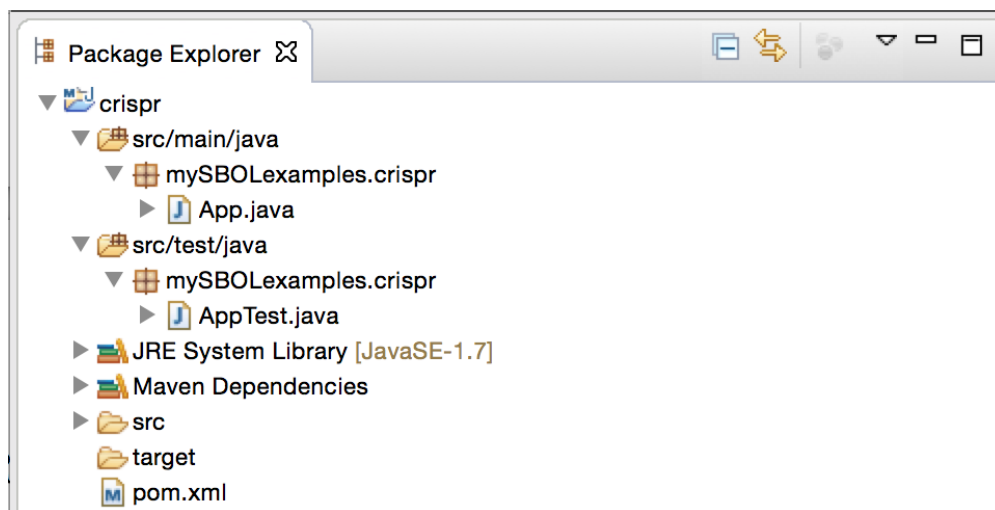 Package Explorer
crispr
src/main/java
mySBOLexamples.crispr
App.java
src/test/java
mySBOLexamples.crispr
AppTest.java
JRE System Library [JavaSE-1.7]
Maven Dependencies
src
target
pom.xml